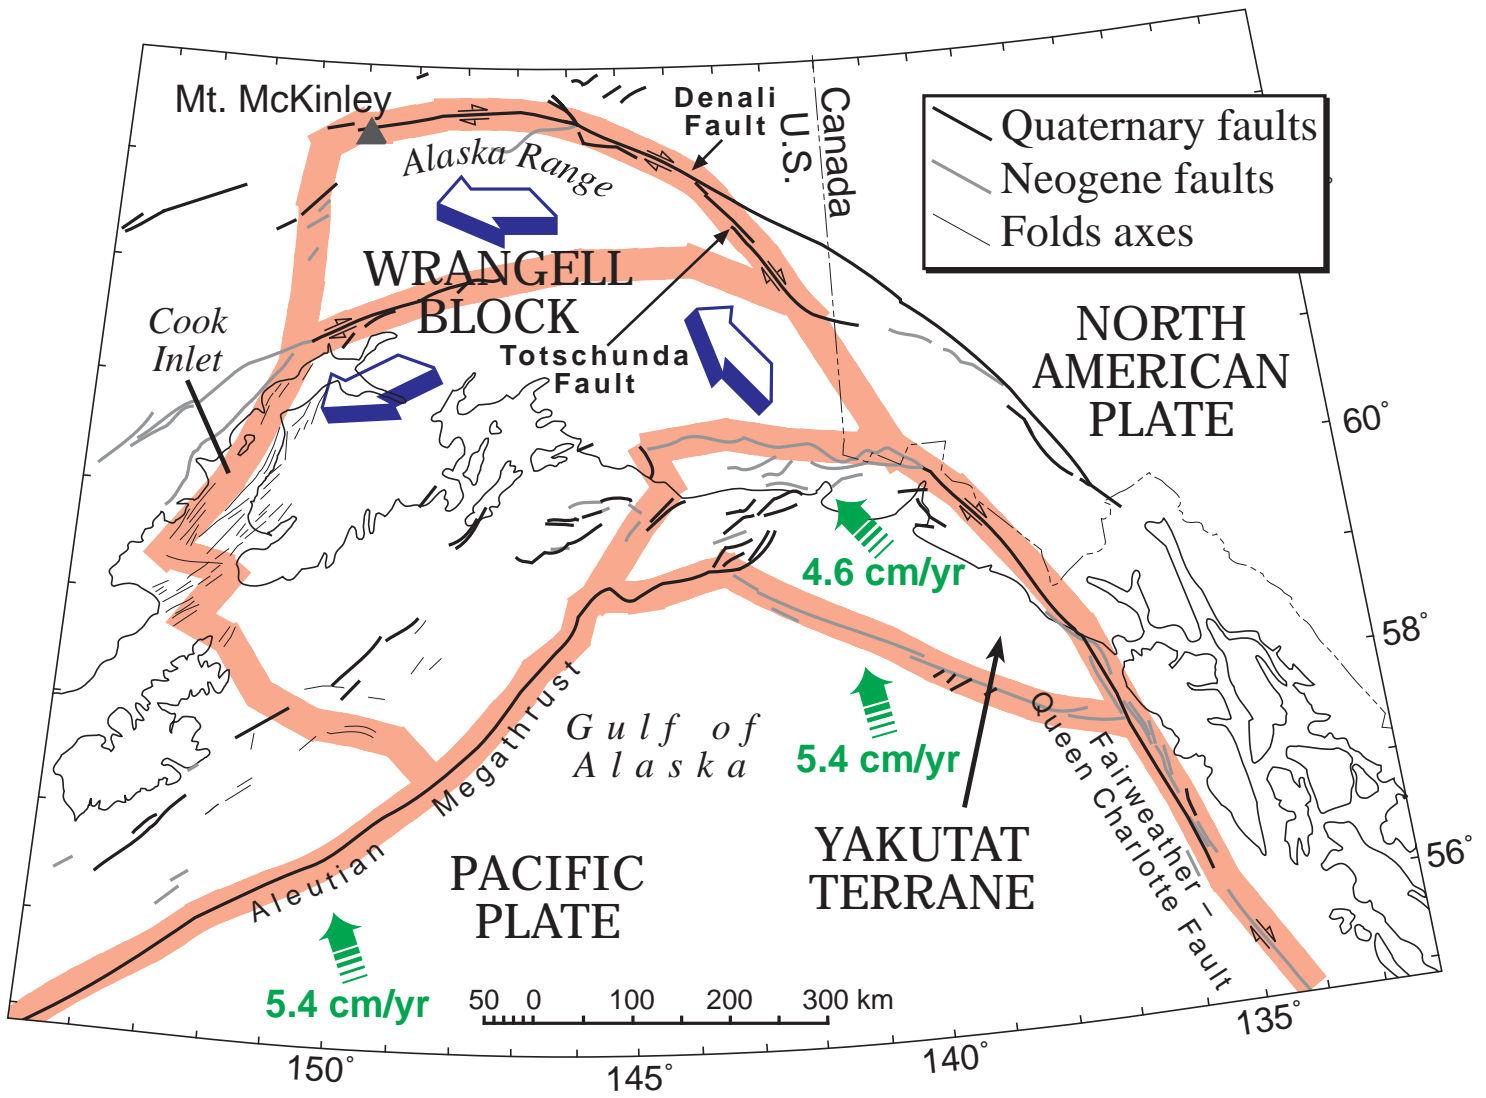 Mt. McKinley
Denali
Fault
U.S.
Canada
Quaternary faults
Neogene faults
Folds axes
Alaska Range
WRANGELL
BLOCK
Cook
Inlet
Totschunda
Fault
NORTH
AMERICAN
PLATE
60°
4.6 cm/yr
58°
Gulf of
Alaska
5.4 cm/yr
Aleutian Megathrust
Fairweather –
Queen Charlotte Fault
YAKUTAT
TERRANE
56°
PACIFIC
PLATE
5.4 cm/yr
50 0 100 200 300 km
150°
145°
140°
135°